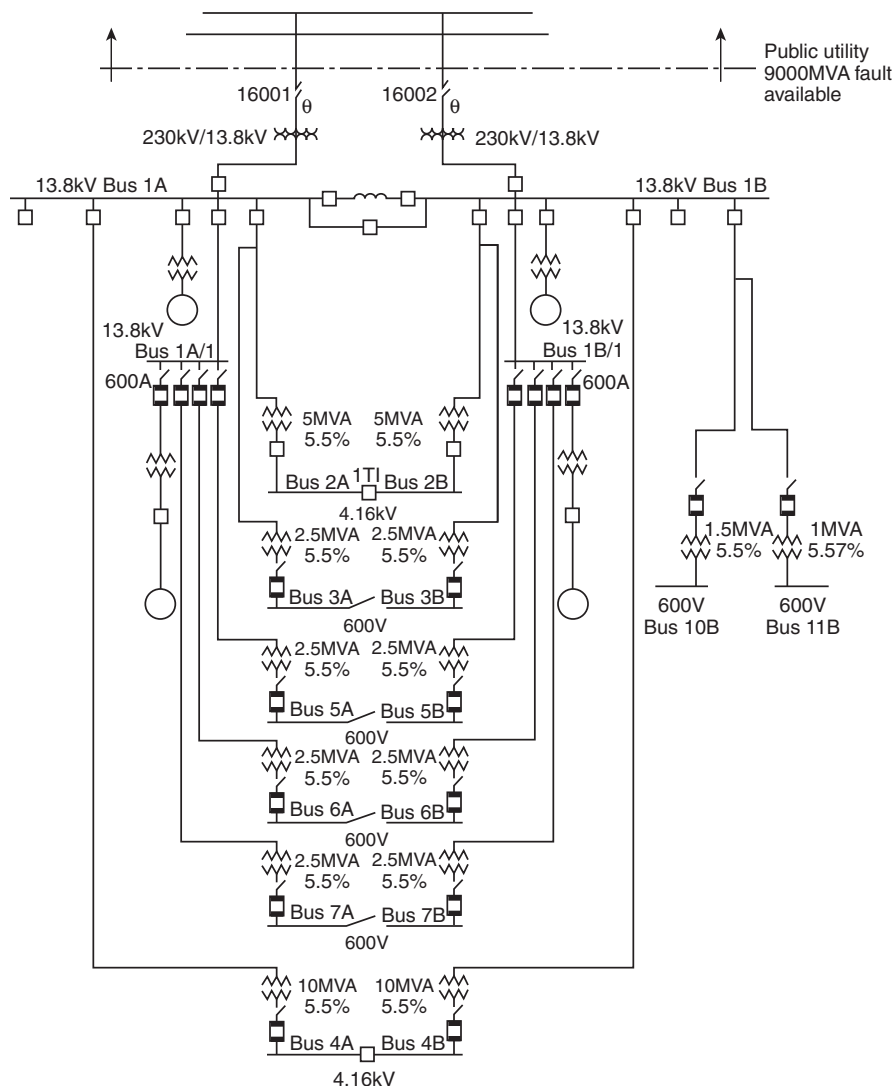 Public utility
9000MVA fault
available
16001
16002
θ
θ
230kV/13.8kV
230kV/13.8kV
13.8kV Bus 1A
13.8kV Bus 1B
13.8kV
Bus 1A/1
13.8kV
Bus 1B/1
600A
600A
5MVA
5.5%
5MVA
5.5%
Bus 2A
1TI
Bus 2B
4.16kV
2.5MVA
5.5%
2.5MVA
5.5%
1.5MVA
5.5%
1MVA
5.57%
Bus 3A
Bus 3B
600V
600V
Bus 10B
600V
Bus 11B
2.5MVA
5.5%
2.5MVA
5.5%
Bus 5A
Bus 5B
600V
2.5MVA
5.5%
2.5MVA
5.5%
Bus 6A
Bus 6B
600V
2.5MVA
5.5%
2.5MVA
5.5%
Bus 7A
Bus 7B
600V
10MVA
5.5%
10MVA
5.5%
Bus 4A
Bus 4B
4.16kV